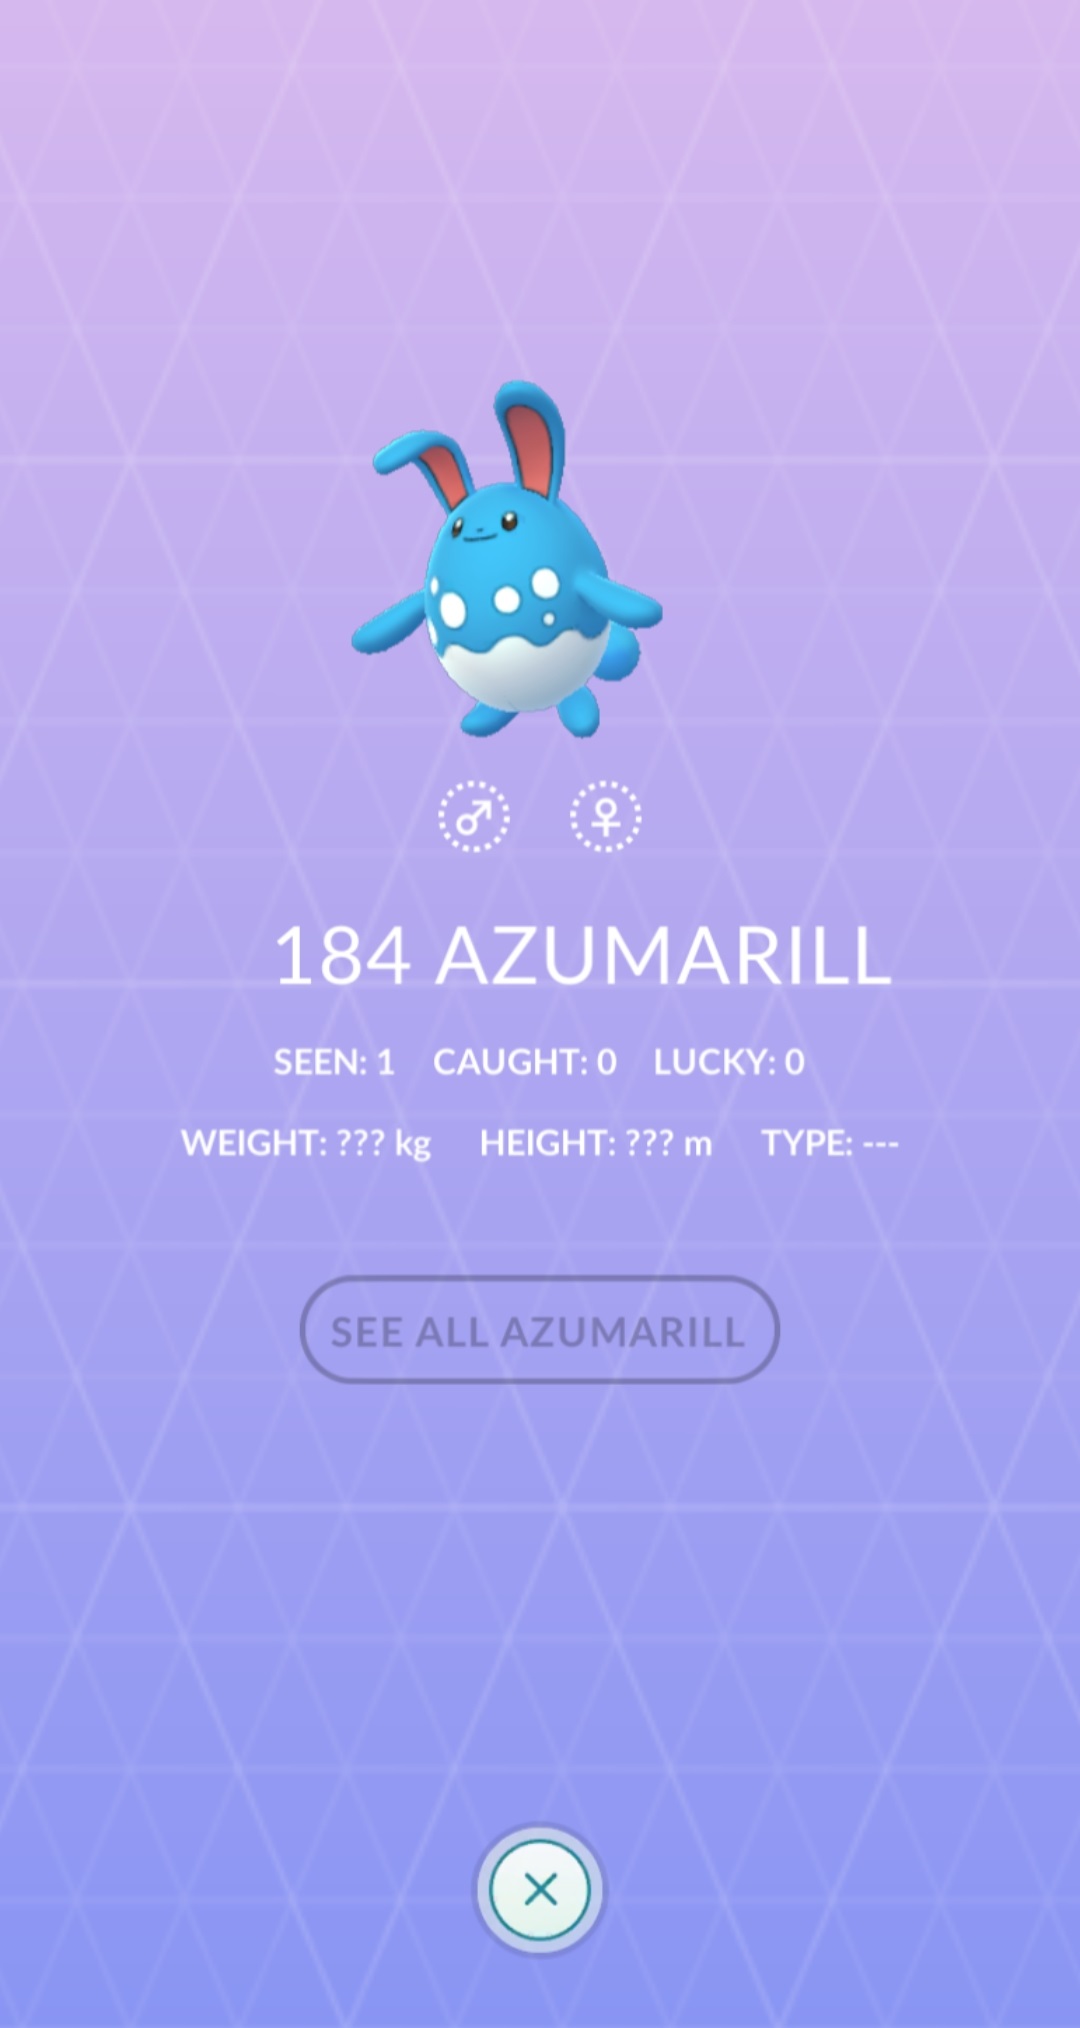 184 AZUMARILL
SEEN: 1 CAUGHT: 0 LUCKY: 0
WEIGHT: ??? kg HEIGHT: ??? m TYPE: ---
SEE ALL AZUMARILL